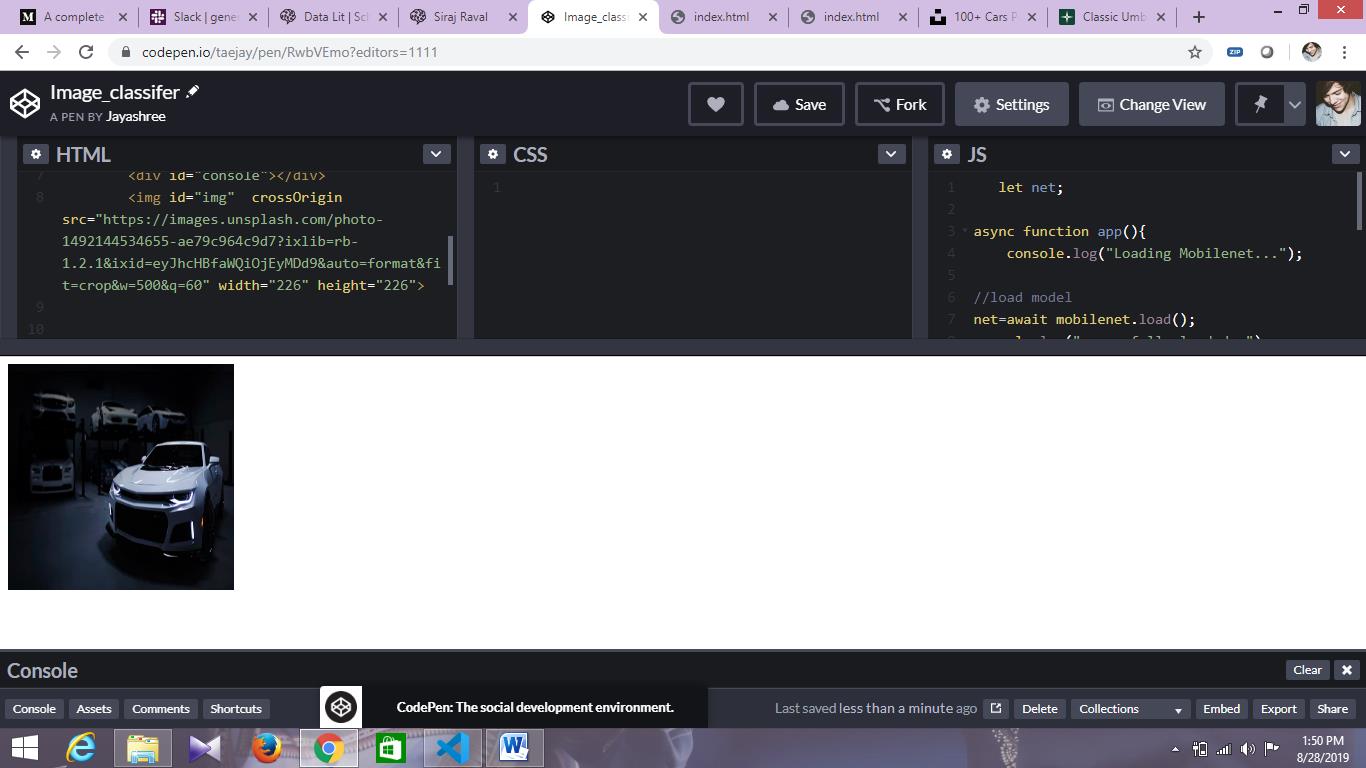 A complete
Slack | gene
Data Lit | Sch
Siraj Raval
Image_class
index.html
index.html
100+ Cars P
Classic Umb
codepen.io/taejay/pen/RwbVEmo?editors=1111
ZIP
Image_classifer
A PEN BY Jayashree
Save
Fork
Settings
Change View
HTML
CSS
JS
7 <div id="console"></div>
8 <img id="img" crossOrigin
src="https://images.unsplash.com/photo-
1492144534655-ae79c964c9d7?ixlib=rb-
1.2.1&ixid=eyJhcHBfaWQiOjEyMDd9&auto=format&fi
t=crop&w=500&q=60" width="226" height="226">
9
10
1
1 let net;
2
3 async function app(){
4 console.log("Loading Mobilenet...");
5
6 //load model
7 net=await mobilenet.load();
Console
Clear
Console
Assets
Comments
Shortcuts
CodePen: The social development environment.
Last saved less than a minute ago
Delete
Collections
Embed
Export
Share
1:50 PM
8/28/2019